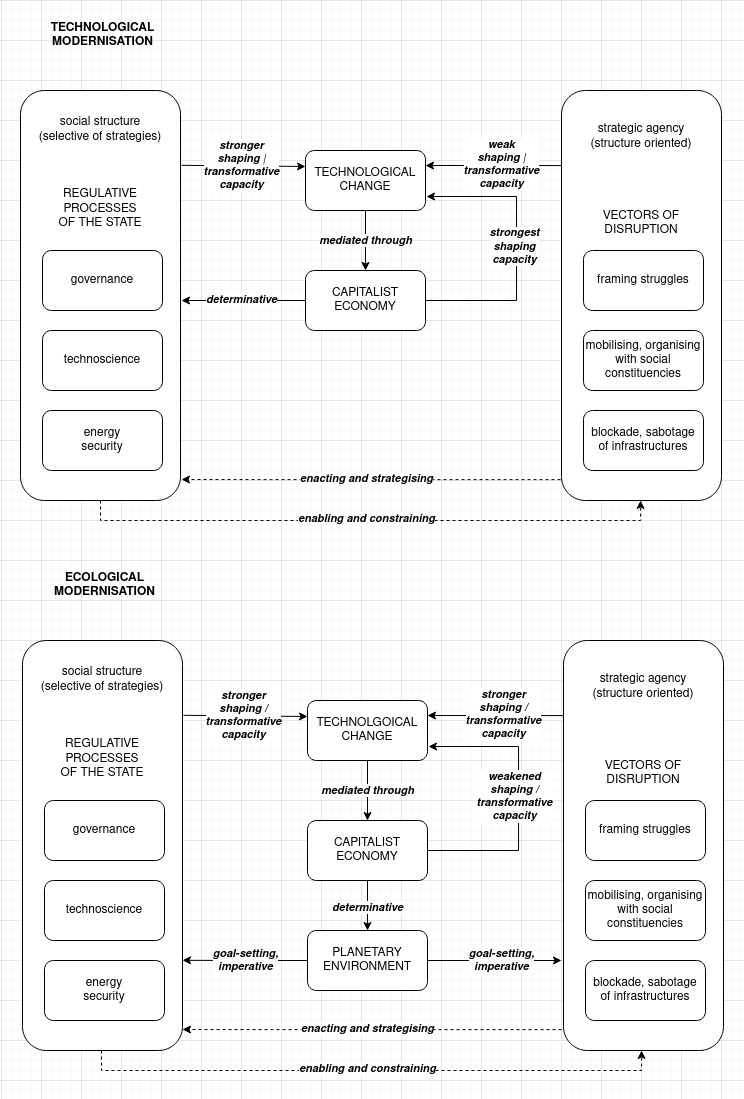 TECHNOLOGICAL
MODERNISATION
social structure
(selective of strategies)
REGULATIVE
PROCESSES
OF THE STATE
governance
technoscience
energy
security
stronger
shaping |
transformative
capacity
TECHNOLOGICAL
CHANGE
mediated through
CAPITALIST
ECONOMY
determinative
weak
shaping |
transformative
capacity
strongest
shaping
capacity
strategic agency
(structure oriented)
VECTORS OF
DISRUPTION
framing struggles
mobilising, organising
with social
constituencies
blockade, sabotage
of infrastructures
enacting and strategising
enabling and constraining
ECOLOGICAL
MODERNISATION
social structure
(selective of strategies)
REGULATIVE
PROCESSES
OF THE STATE
governance
technoscience
energy
security
stronger
shaping /
transformative
capacity
TECHNOLGOICAL
CHANGE
mediated through
CAPITALIST
ECONOMY
determinative
PLANETARY
ENVIRONMENT
goal-setting,
imperative
goal-setting,
imperative
stronger
shaping /
transformative
capacity
weakened
shaping /
transformative
capacity
strategic agency
(structure oriented)
VECTORS OF
DISRUPTION
framing struggles
mobilising, organising
with social
constituencies
blockade, sabotage
of infrastructures
enacting and strategising
enabling and constraining